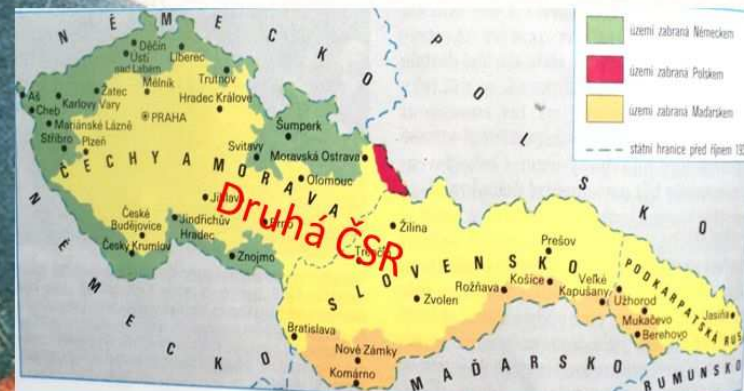 NĚMECKO
POLSKO
území zabraná Německem
území zabraná Polskem
území zabraná Maďarskem
státní hranice před říjnem
Děčín
Ústí
nad Labem
Liberec
Trutnov
Mělník
Žatec
Aš
Karlovy Vary
Cheb
Hradec Králové
PRAHA
Mariánské Lázně
Stříbro
Plzeň
Šumperk
Svitavy
Moravská Ostrava
Olomouc
ČECHY A MORAVA
Jihlava
Brno
Druhá ČSR
České
Budějovice
Jindřichův
Hradec
Český Krumlov
Znojmo
NĚMECKO
Žilina
Trenčín
Prešov
SLOVENSKO
Košice
Rožňava
Veľké
Kapušany
Zvolen
PODKARPATSKÁ RUS
Užhorod
Jasiňa
Mukačevo
Berehovo
Bratislava
Nové Zámky
Komárno
MAĎARSKO
RUMUNSKO